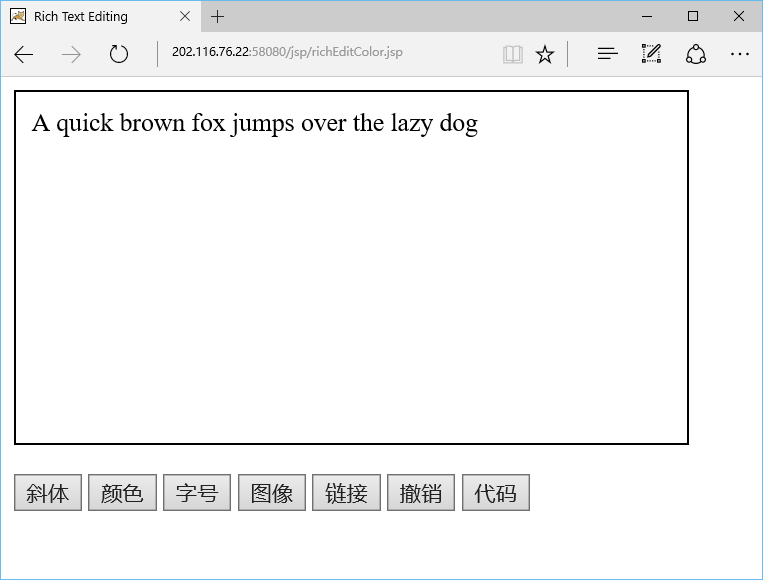 Rich Text Editing
202.116.76.22:58080/jsp/richEditColor.jsp
A quick brown fox jumps over the lazy dog
斜体 颜色 字号 图像 链接 撤销 代码